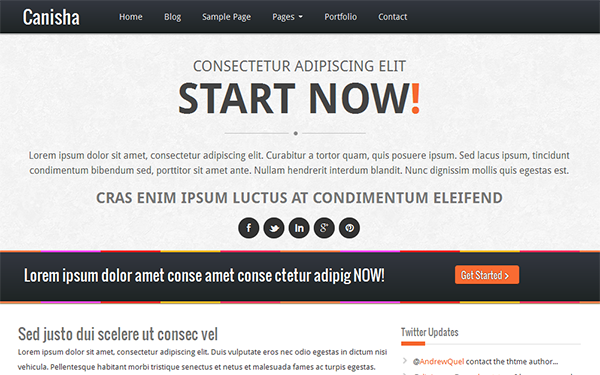 Canisha
Home Blog Sample Page Pages Portfolio Contact
CONSECTETUR ADIPISCING ELIT
START NOW!
Lorem ipsum dolor sit amet, consectetur adipiscing elit. Curabitur a tortor quam, quis posuere ipsum. Sed lacus ipsum, tincidunt
condimentum bibendum sed, porttitor sit amet ante. Nullam hendrerit interdum blandit. Nunc dignissim mollis quis egestas est.
CRAS ENIM IPSUM LUCTUS AT CONDIMENTUM ELEIFEND
Lorem ipsum dolor amet conse amet conse ctetur adipig NOW!
Get Started
Sed justo dui scelere ut consec vel
Lorem ipsum dolor sit amet, consectetur adipiscing elit. Duis vulputate eros nec odio egestas in dictum nisi
vehicula. Pellentesque habitant morbi tristique senectus et netus et malesuada fames ac turpis egestas.
Twitter Updates
@AndrewQuel contact the thtme author...